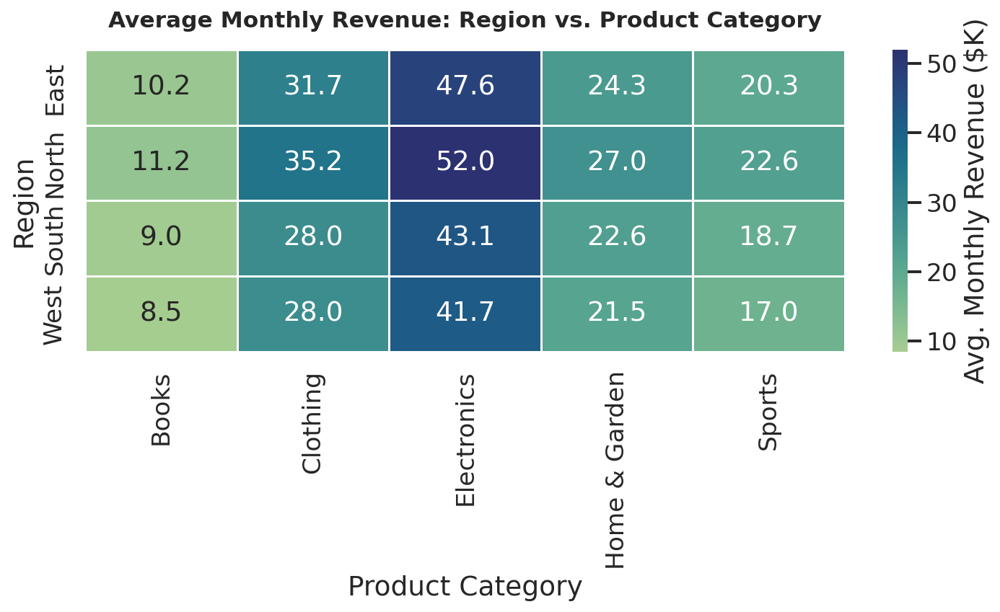 Average Monthly Revenue: Region vs. Product Category
Region
East
10.2 31.7 47.6 24.3 20.3
North
11.2 35.2 52.0 27.0 22.6
South
9.0 28.0 43.1 22.6 18.7
West
8.5 28.0 41.7 21.5 17.0
Books
Clothing
Electronics
Home & Garden
Sports
Product Category
50
40
30
20
10
Avg. Monthly Revenue ($K)